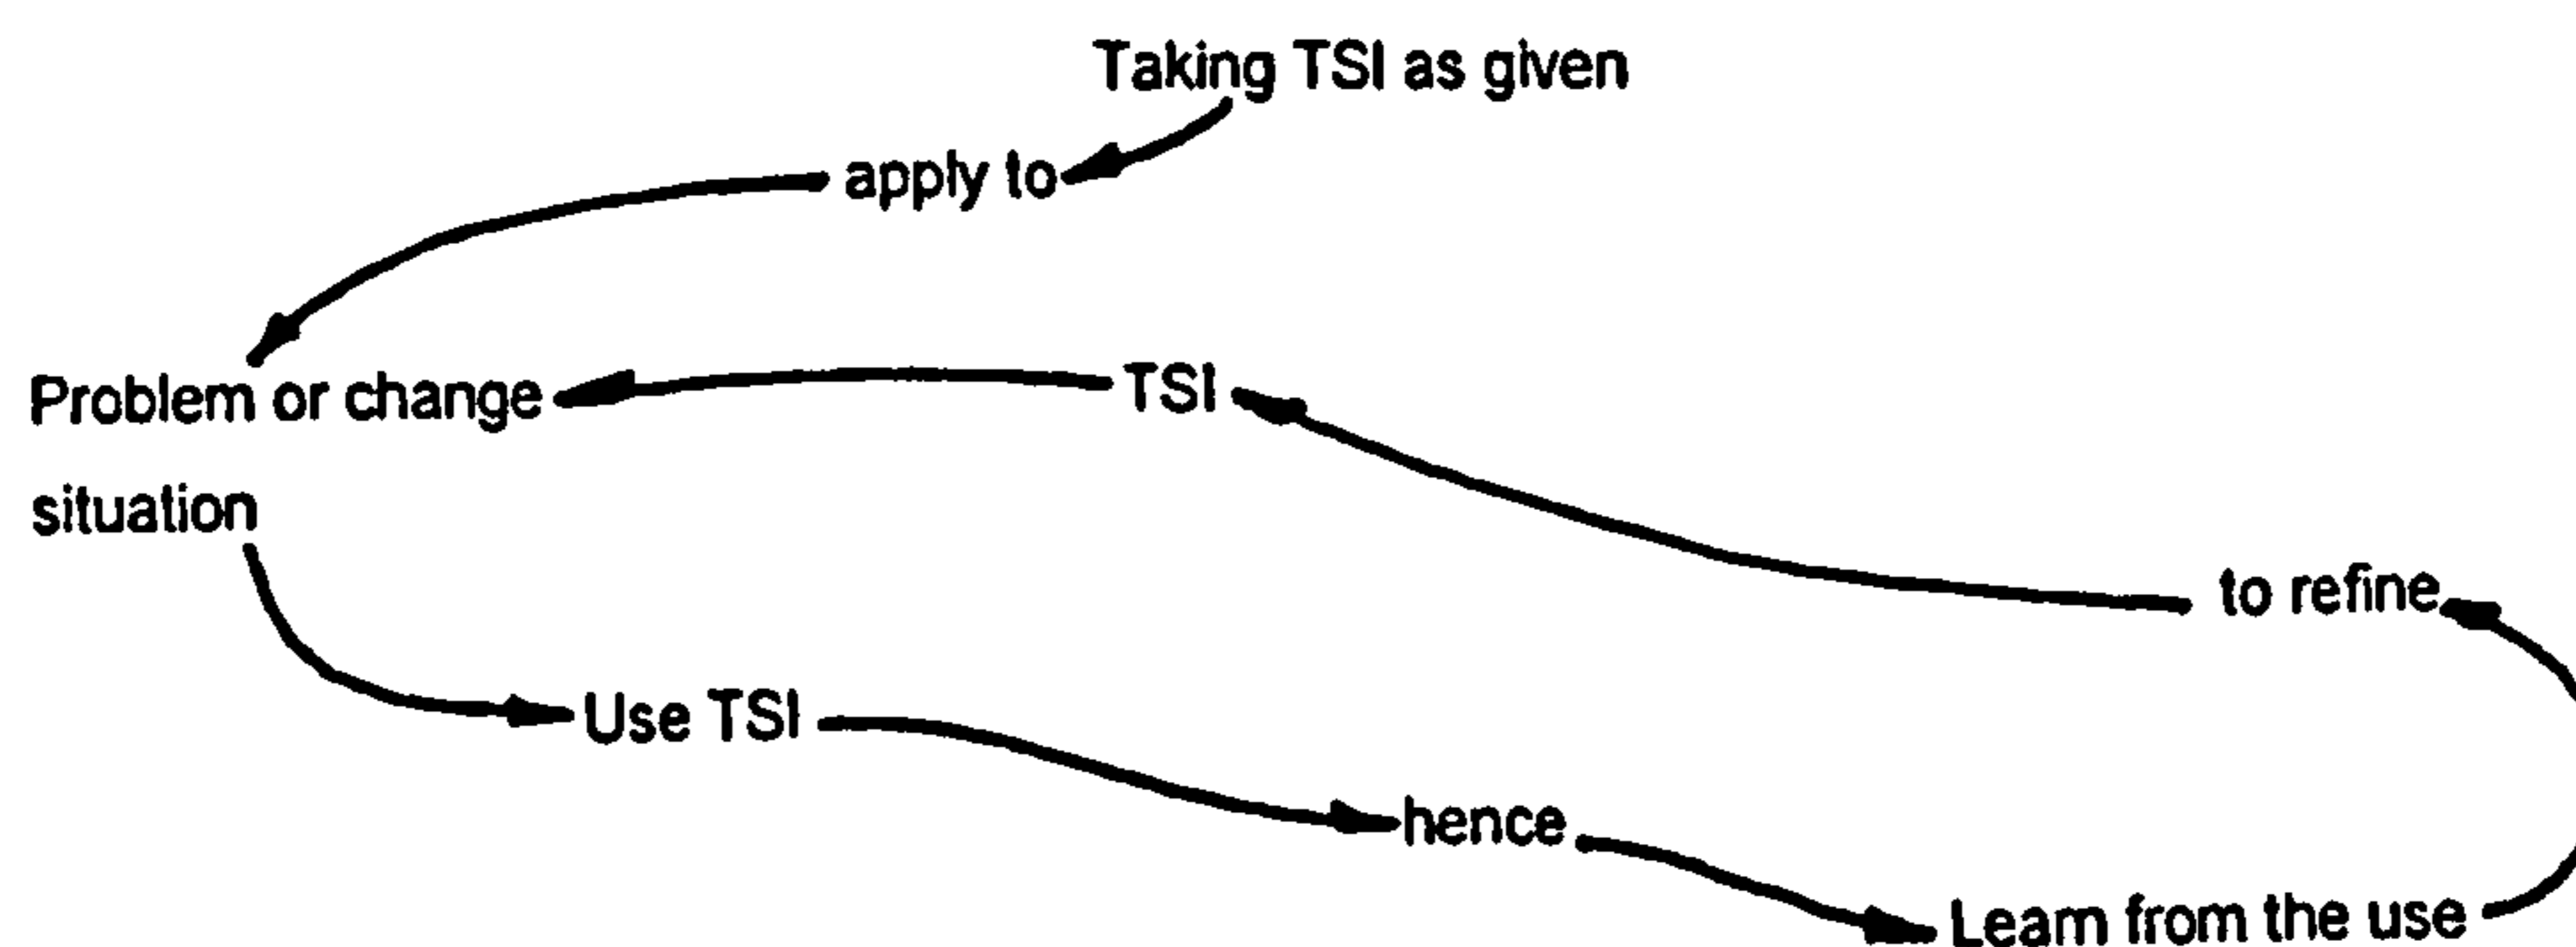 Taking TSI as given
apply to
Problem or change
TSI
situation
to refine
Use TSI
hence
Learn from the use